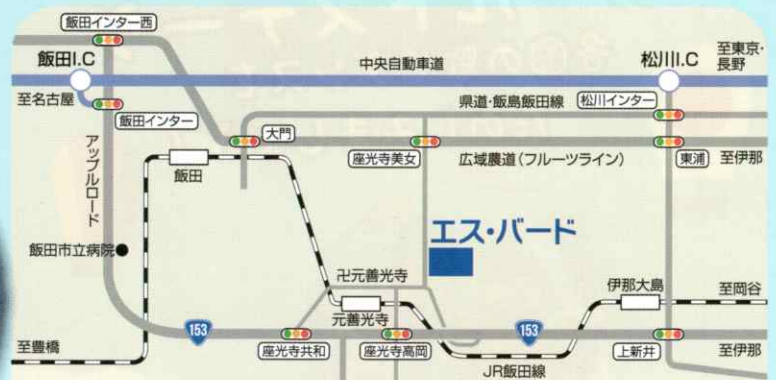 飯田インター西
飯田I.C
中央自動車道
松川I.C
至東京・
長野
至名古屋
飯田インター
県道・飯島飯田線
松川インター
大門
座光寺美女
広域農道(フルーツライン)
東浦
至伊那
アップルロード
飯田
エス・バード
飯田市立病院
卍元善光寺
元善光寺
伊那大島
至岡谷
153
153
至豊橋
座光寺共和
座光寺高岡
上新井
至伊那
JR飯田線